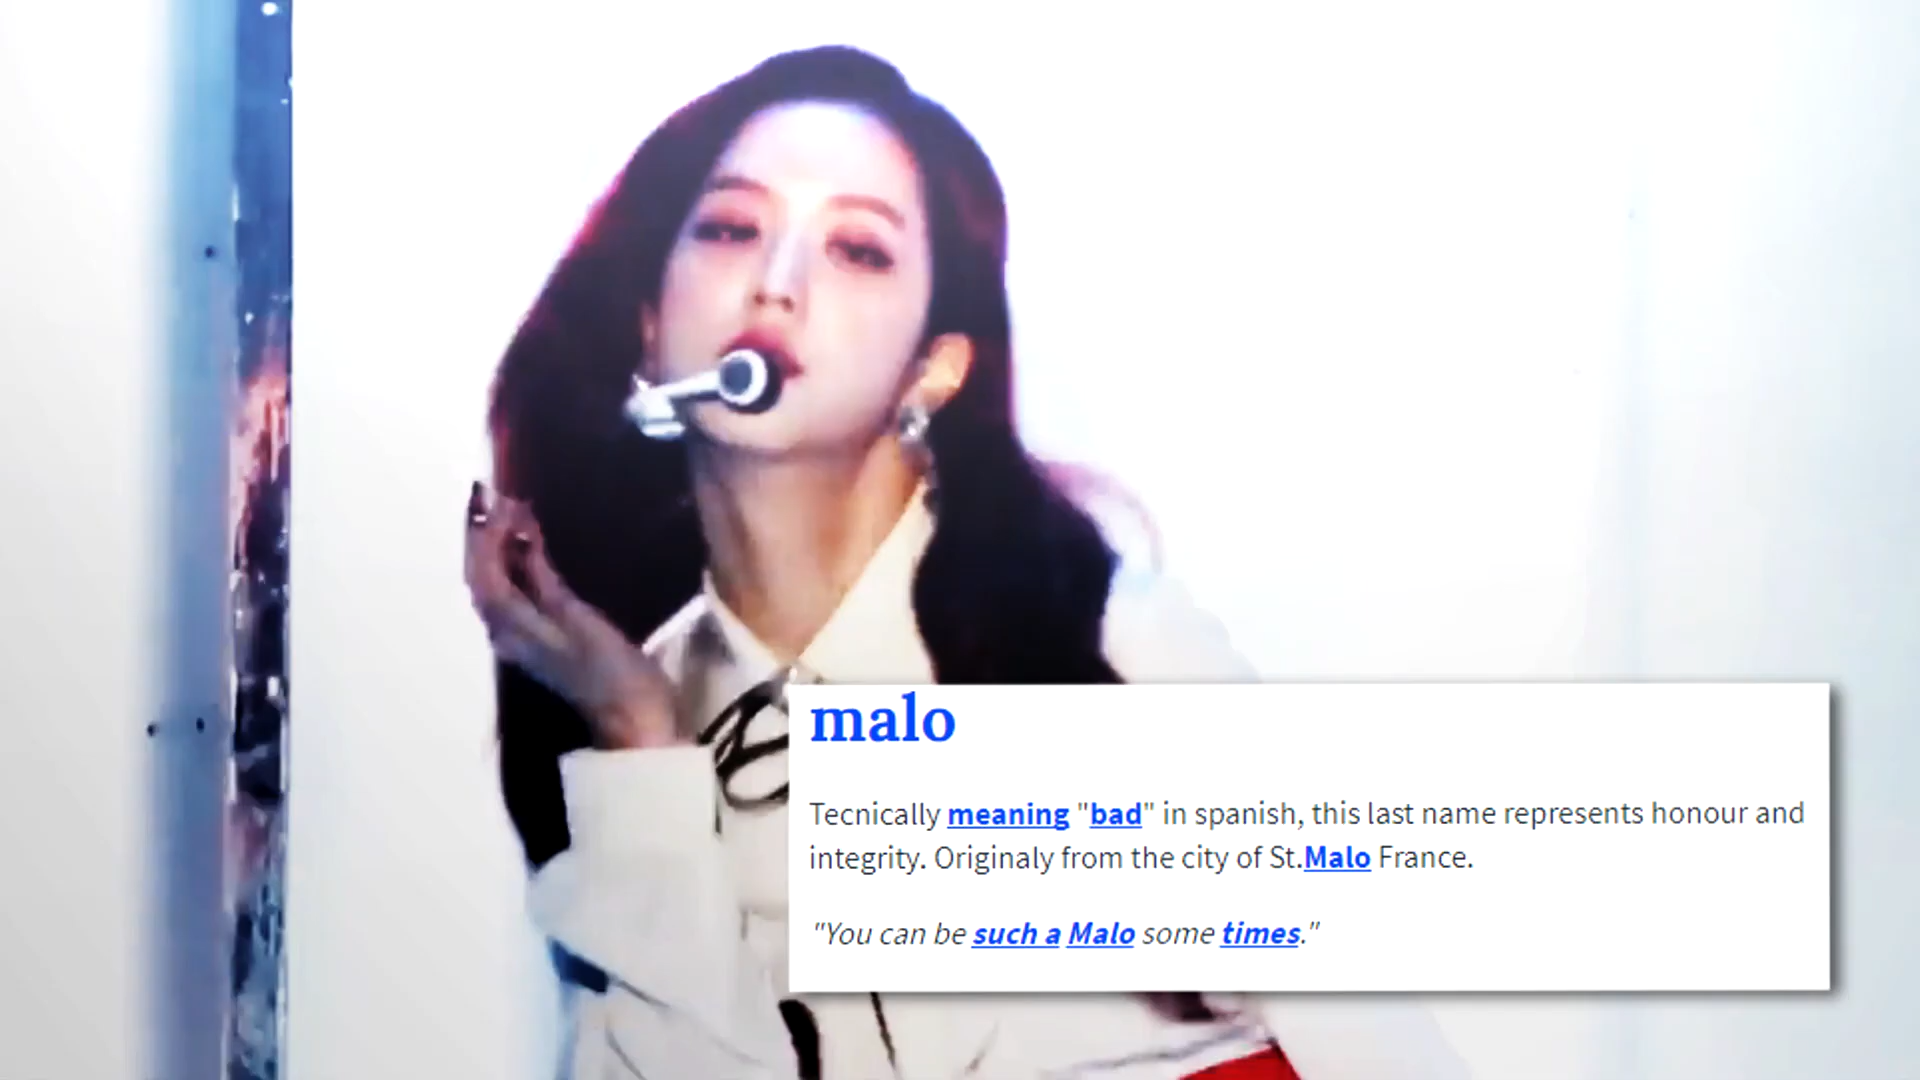 malo
Tecnically meaning "bad" in spanish, this last name represents honour and
integrity. Originaly from the city of St.Malo France.
"You can be such a Malo some times."